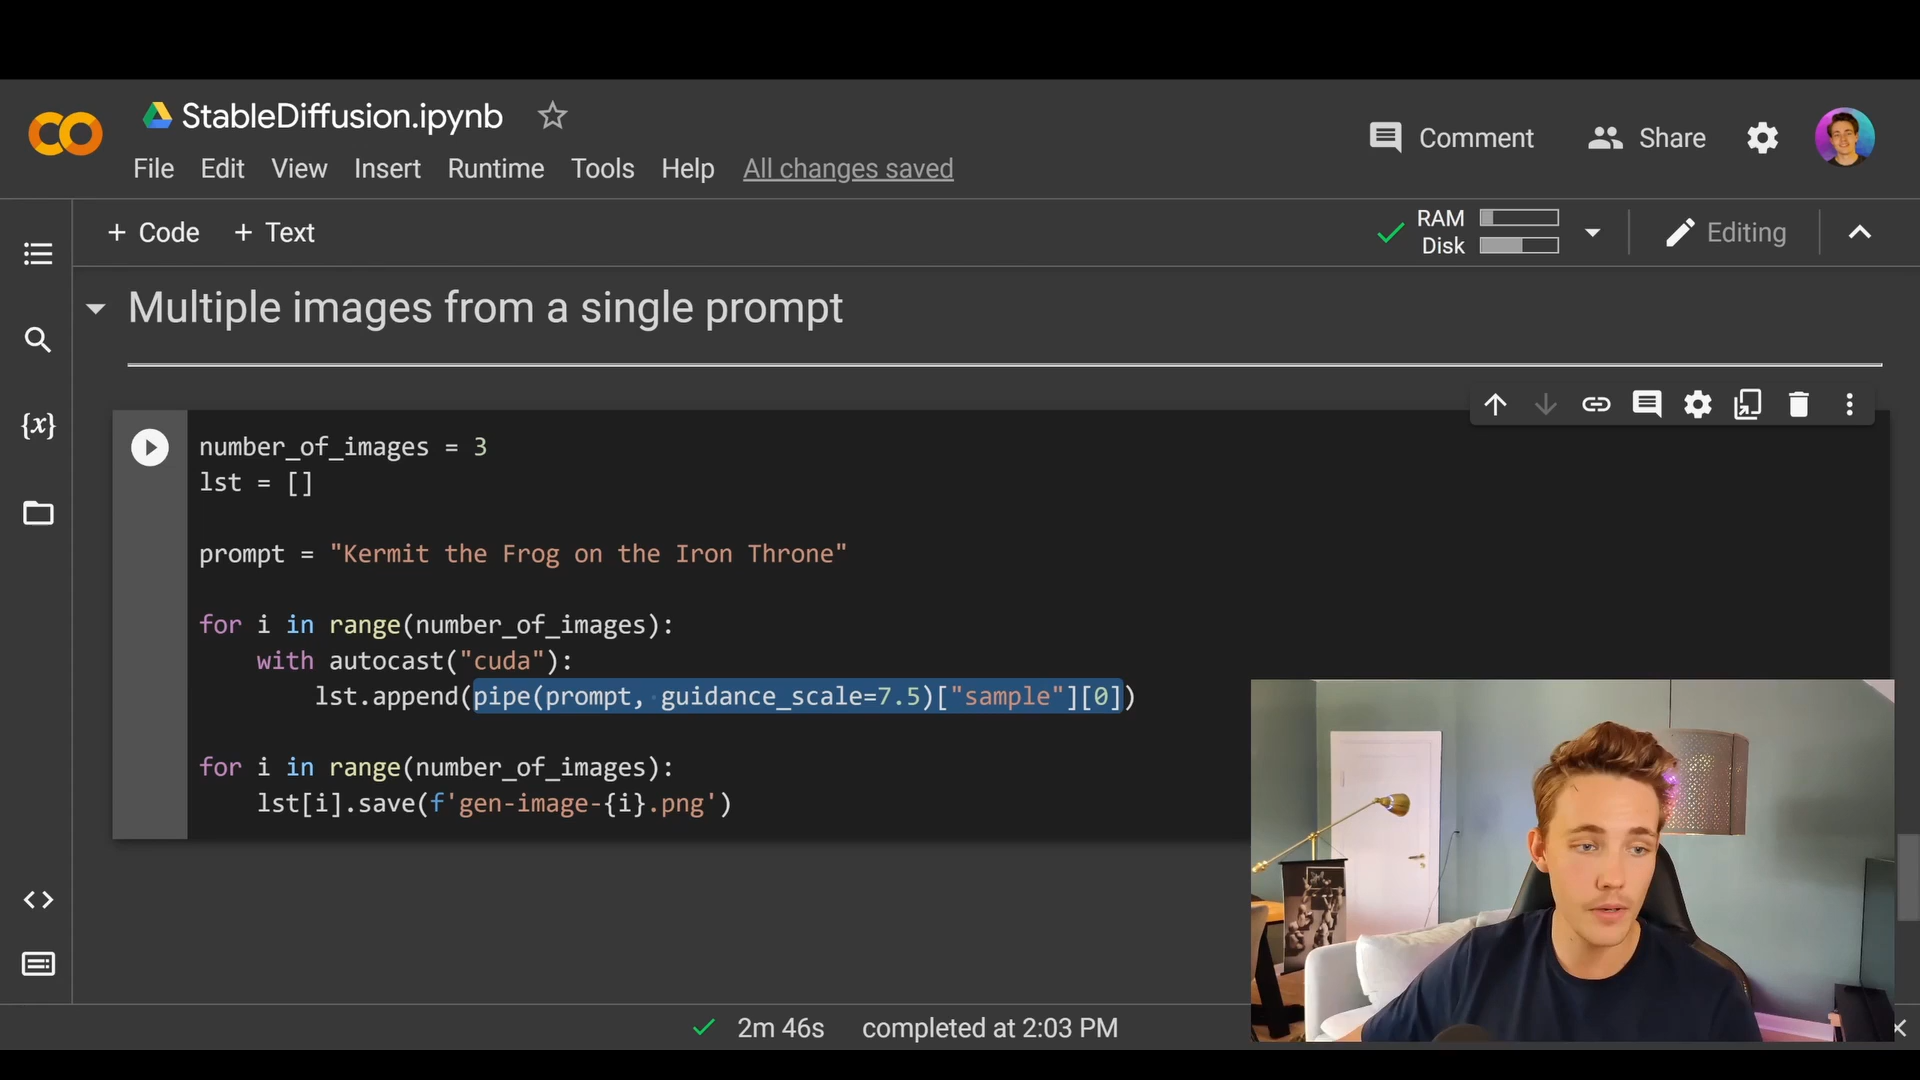 StableDiffusion.ipynb
Comment
Share
File Edit View Insert Runtime Tools Help All changes saved
+ Code + Text
RAM
Disk
Editing
Multiple images from a single prompt
{x}
number_of_images = 3
lst = []
prompt = "Kermit the Frog on the Iron Throne"
for i in range(number_of_images):
with autocast("cuda"):
lst.append(pipe(prompt, guidance_scale=7.5)["sample"][0])
for i in range(number_of_images):
lst[i].save(f'gen-image-{i}.png')
2m 46s completed at 2:03 PM